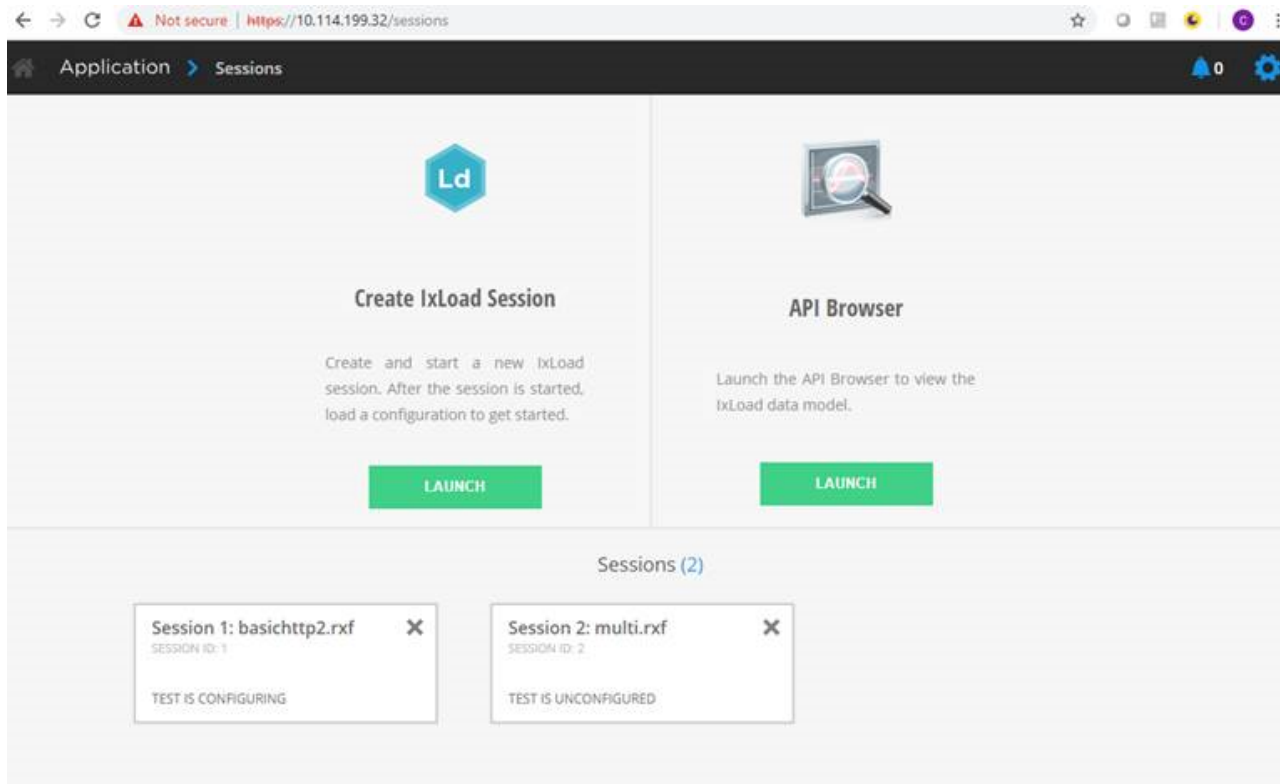 Not secure | https://10.114.199.32/sessions
C
Application > Sessions
0
Ld
Create IxLoad Session
Create and start a new IxLoad
session. After the session is started,
load a configuration to get started.
LAUNCH
API Browser
Launch the API Browser to view the
IxLoad data model.
LAUNCH
Sessions (2)
Session 1: basichttp2.rxf
SESSION ID: 1
TEST IS CONFIGURING
Session 2: multi.rxf
SESSION ID: 2
TEST IS UNCONFIGURED